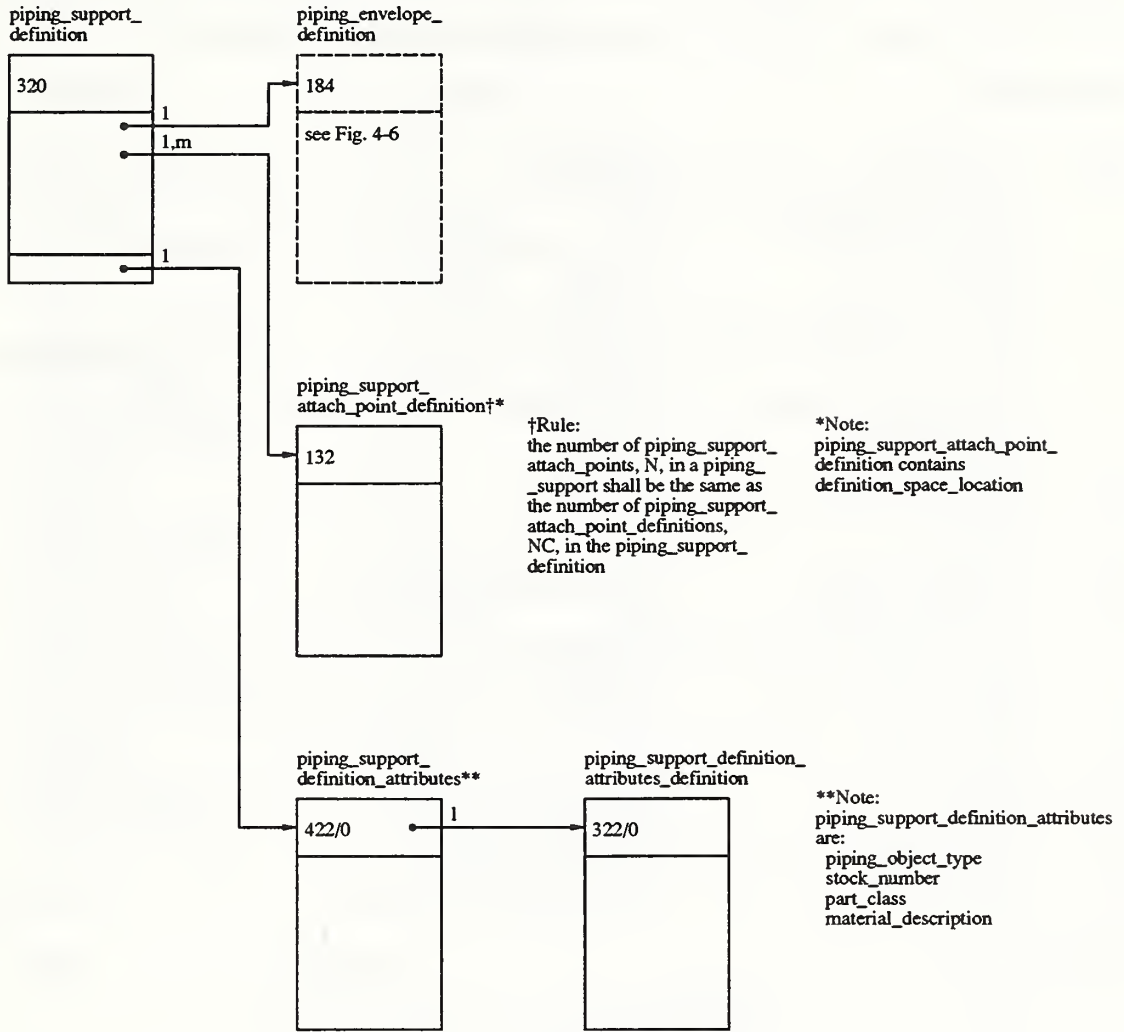 piping_support_
definition
320
1
1,m
1
piping_envelope_
definition
184
see Fig. 4-6
piping_support_
attach_point_definition†*
132
†Rule:
the number of piping_support_
attach_points, N, in a piping_
_support shall be the same as
the number of piping_support_
attach_point_definitions,
NC, in the piping_support_
definition
*Note:
piping_support_attach_point_
definition contains
definition_space_location
piping_support_
definition_attributes**
422/0
1
piping_support_definition_
attributes_definition
322/0
**Note:
piping_support_definition_attributes
are:
piping_object_type
stock_number
part_class
material_description